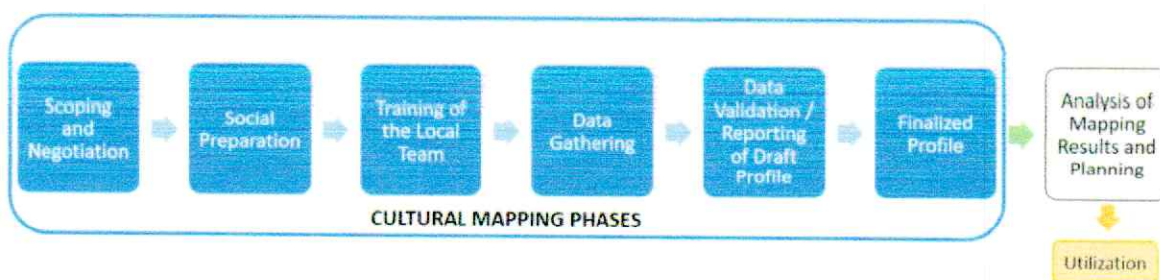 Scoping
and
Negotiation
Social
Preparation
Training of
the Local
Team
Data
Gathering
Data
Validation /
Reporting
of Draft
Profile
Finalized
Profile
Analysis of
Mapping
Results and
Planning
CULTURAL MAPPING PHASES
Utilization